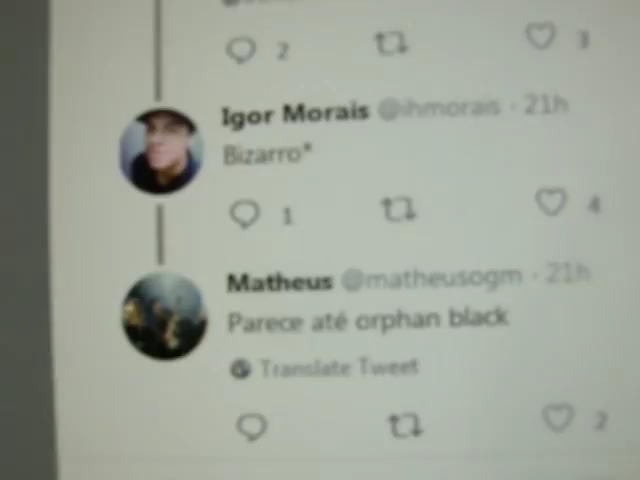 2 3
Igor Morais @ihmorais · 21h
Bizarro*
1 4
Matheus @matheusogm · 21h
Parece até orphan black
Translate Tweet
2